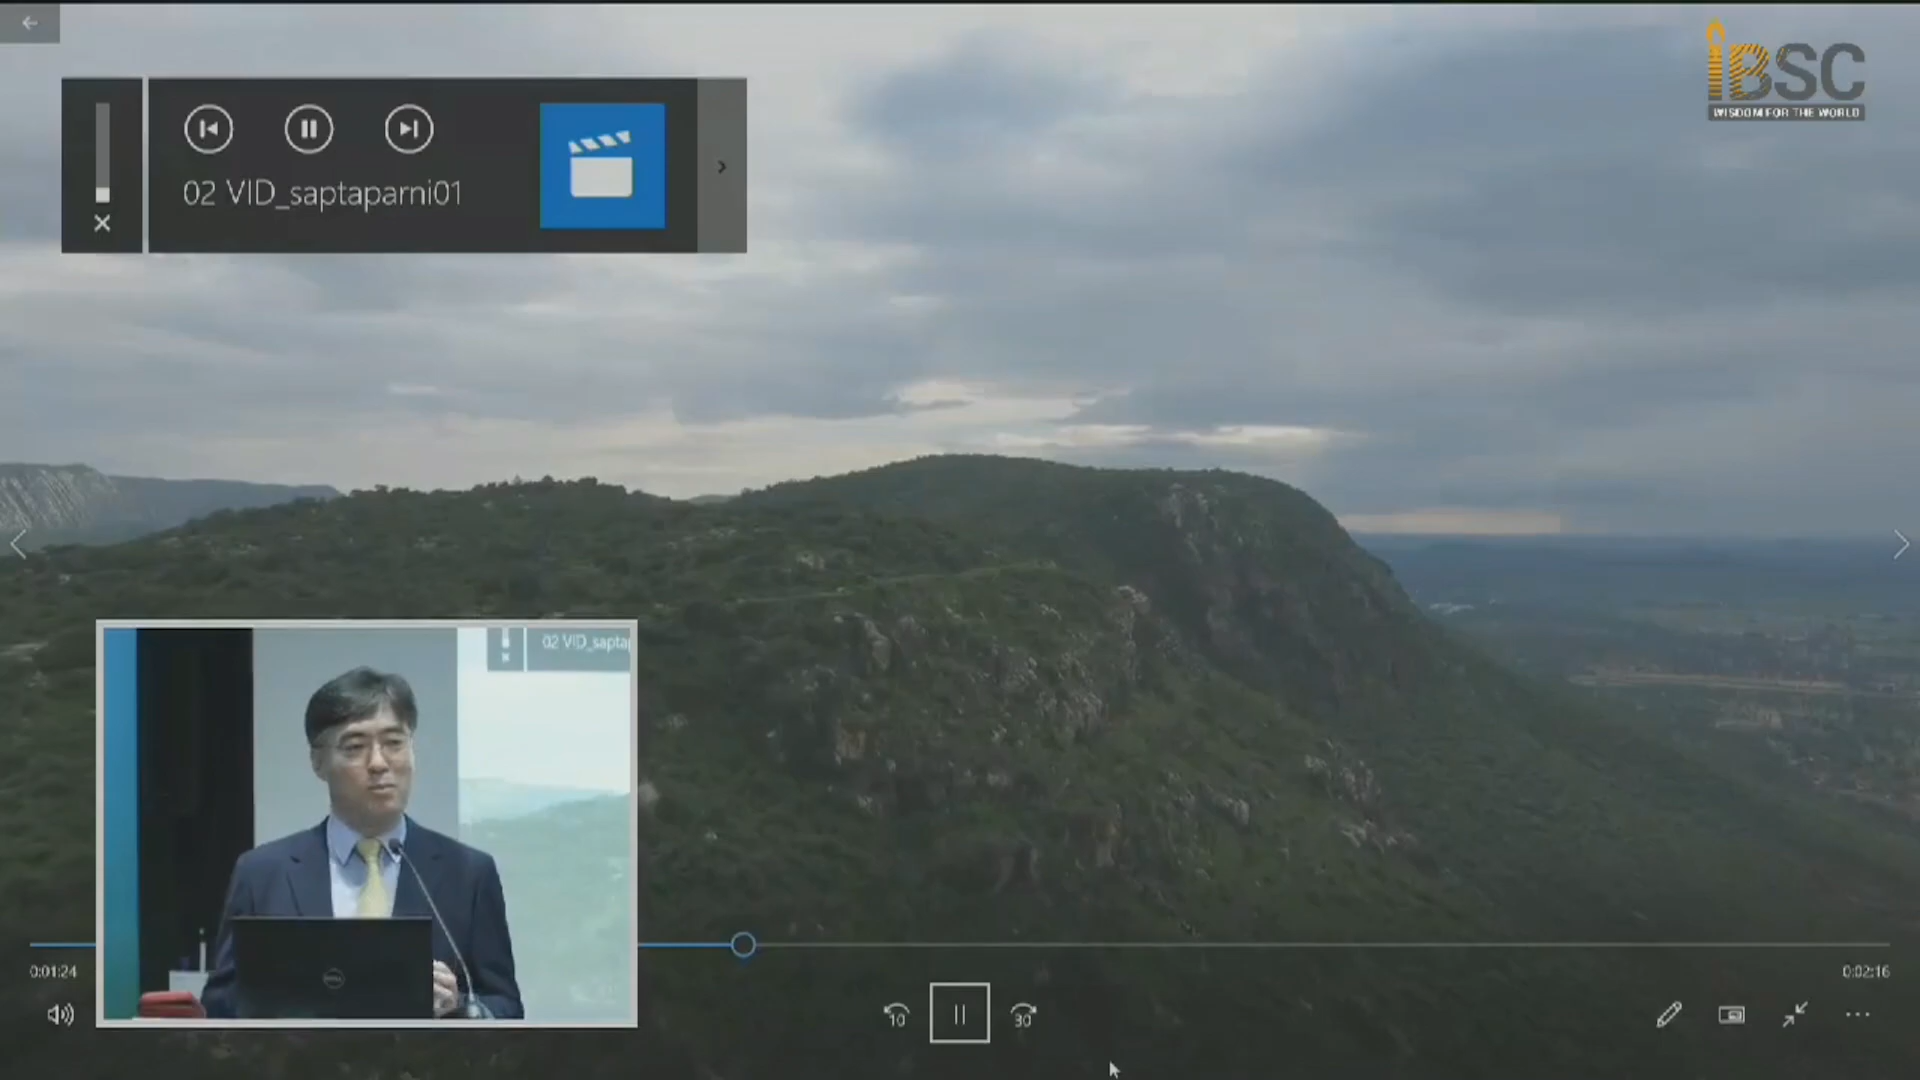 iBSC
WISDOM FOR THE WORLD
02 VID_saptaparni01
02 VID_sapta
0:01:24
0:02:16
10
30